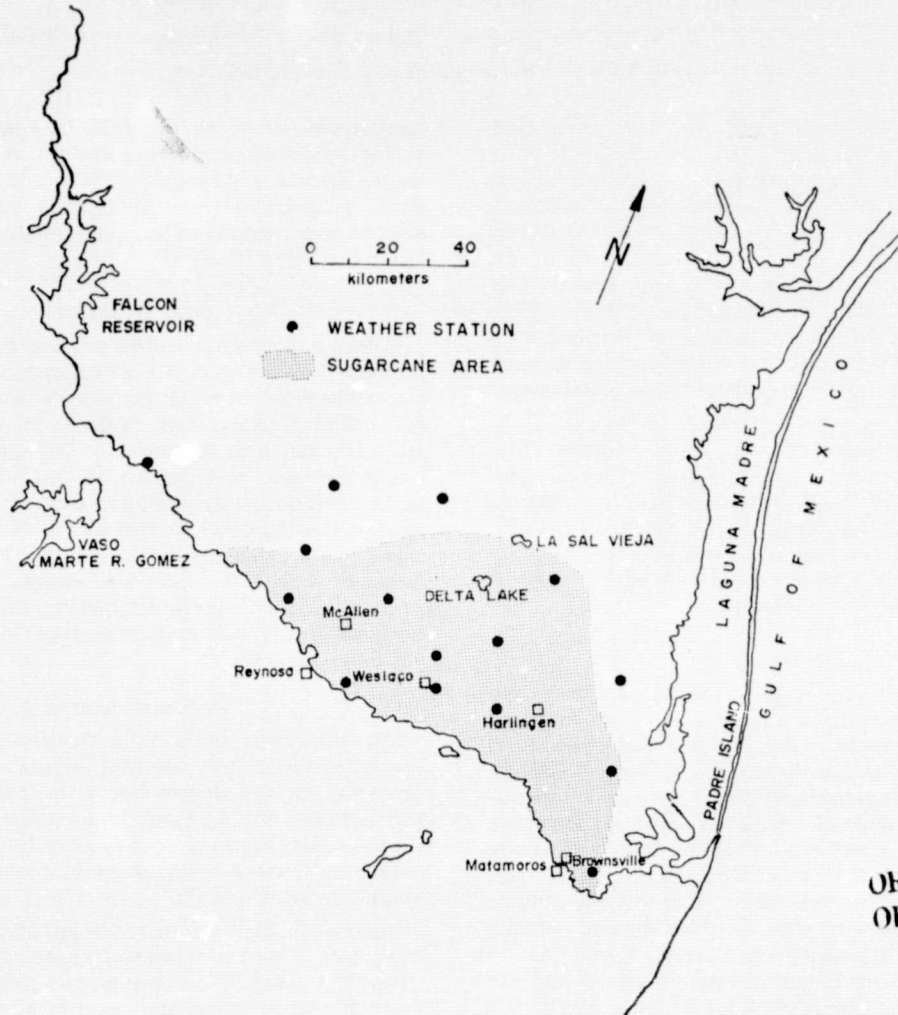 N
0 20 40
kilometers
FALCON
RESERVOIR
WEATHER STATION
SUGARCANE AREA
LAGUNA MADRE
GULF OF MEXICO
VASO
MARTE R. GOMEZ
LA SAL VIEJA
DELTA LAKE
McAllen
Reynosa
Weslaco
Harlingen
PADRE ISLAND
Matamoros
Brownsville